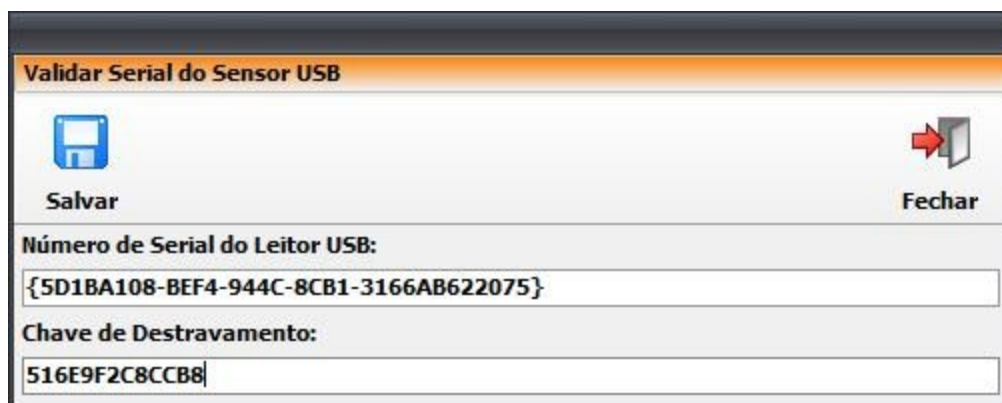 Validar Serial do Sensor USB
Salvar Fechar
Número de Serial do Leitor USB:
{5D1BA108-BEF4-944C-8CB1-3166AB622075}
Chave de Destravamento:
516E9F2C8CCB8